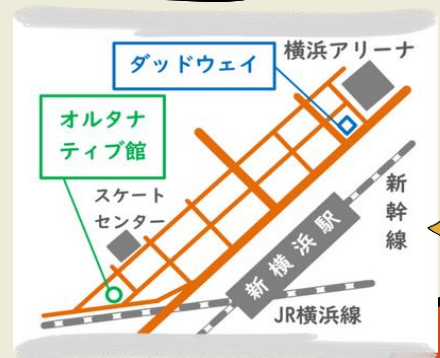 ダッドウェイ
横浜アリーナ
オルタナ
ティブ館
スケート
センター
新幹線
新横浜駅
JR横浜線